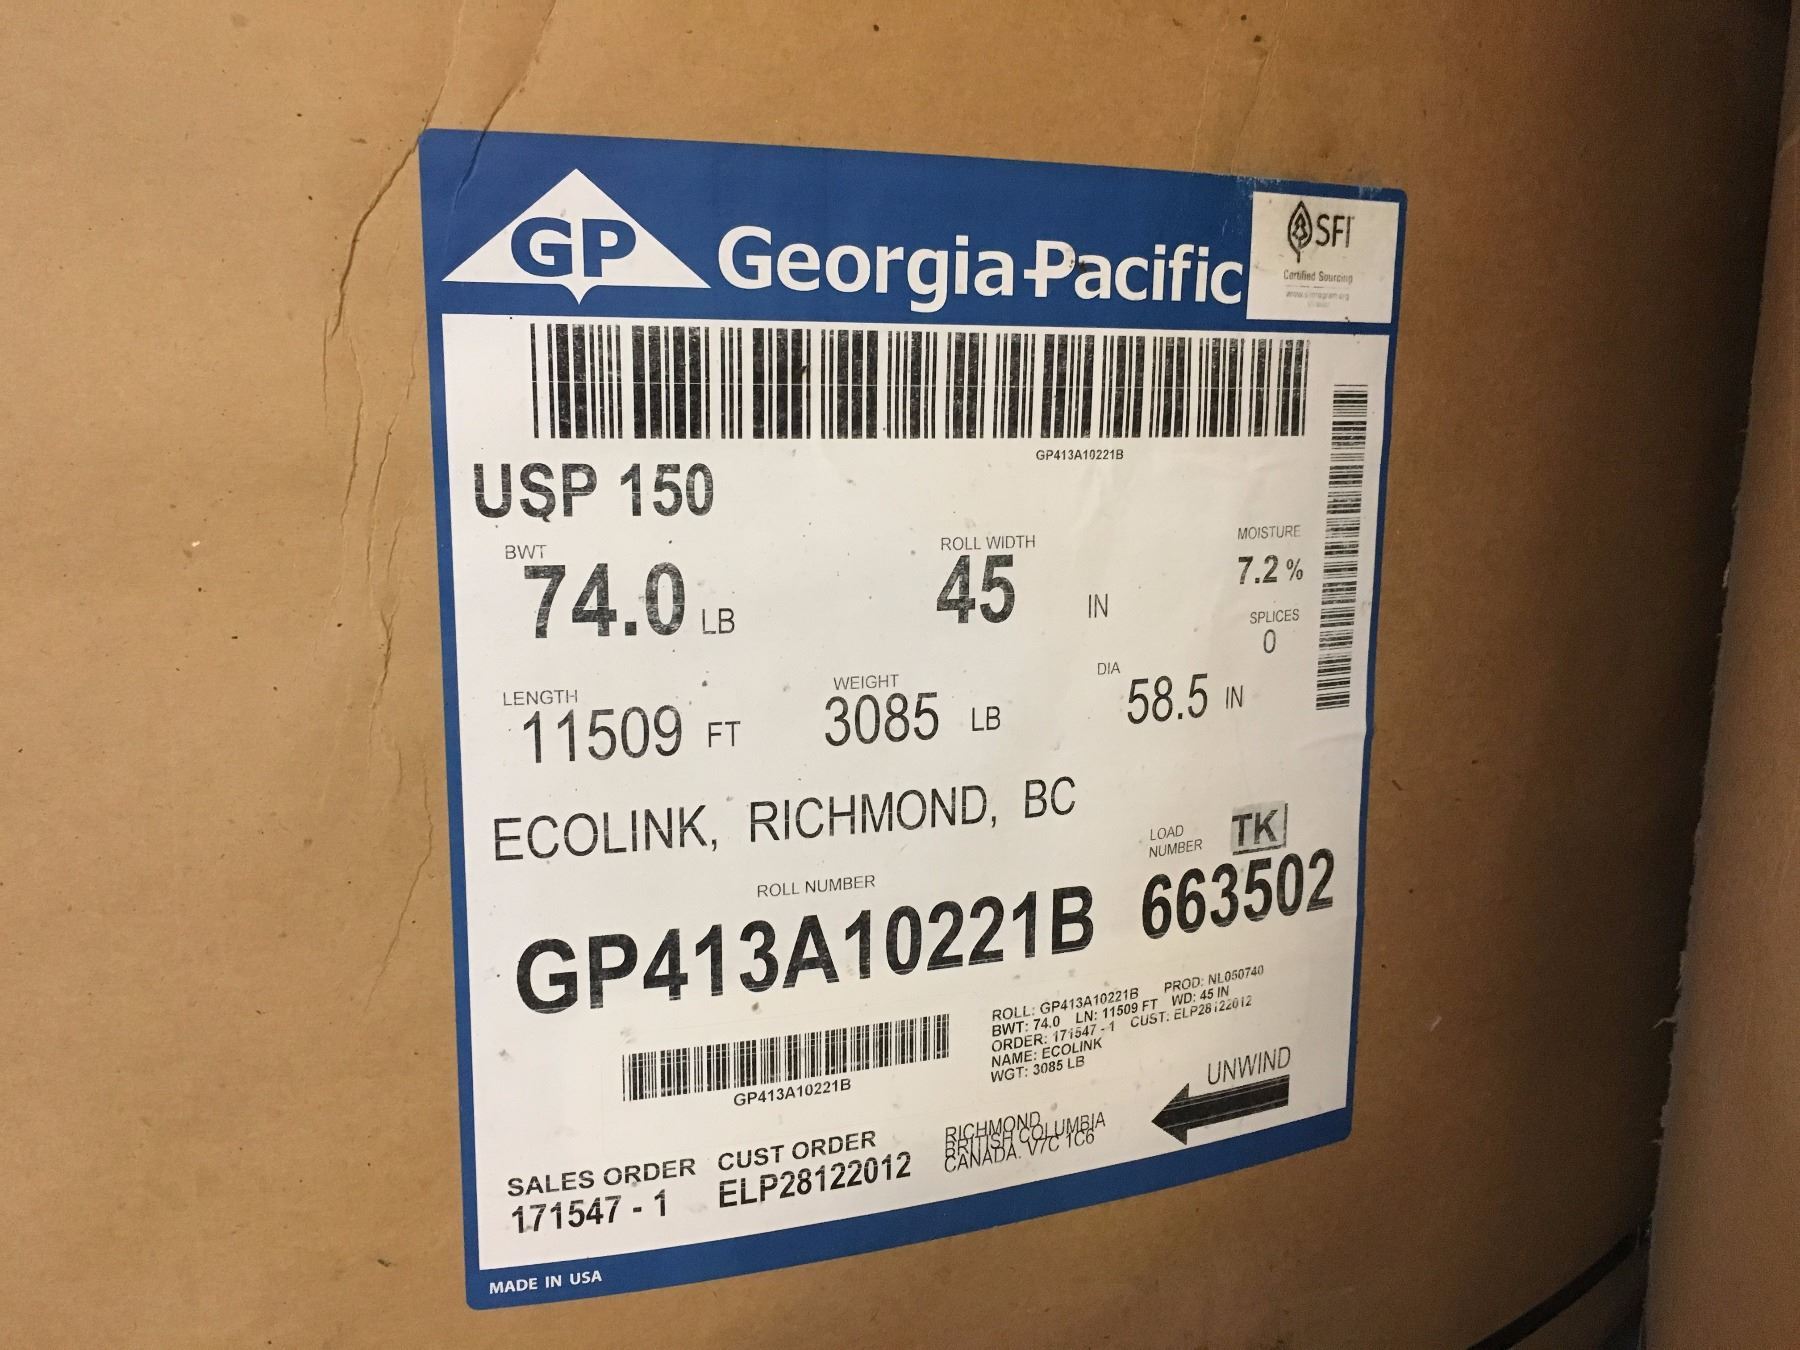 GP Georgia-Pacific
SFI
Certified Sourcing
GP413A10221B
USP 150
BWT
74.0 LB
ROLL WIDTH
45 IN
MOISTURE
7.2 %
SPLICES
0
LENGTH
11509 FT
WEIGHT
3085 LB
DIA
58.5 IN
ECOLINK, RICHMOND, BC
ROLL NUMBER
GP413A10221B
LOAD
NUMBER
TK
663502
GP413A10221B
ROLL: GP413A10221B PROD: NL050740
BWT: 74.0 LN: 11509 FT WD: 45 IN
ORDER: 171547 - 1 CUST: ELP28122012
NAME: ECOLINK
WGT: 3085 LB
UNWIND
SALES ORDER
171547 - 1
CUST ORDER
ELP28122012
RICHMOND
BRITISH COLUMBIA
CANADA. V7C 1C6
MADE IN USA